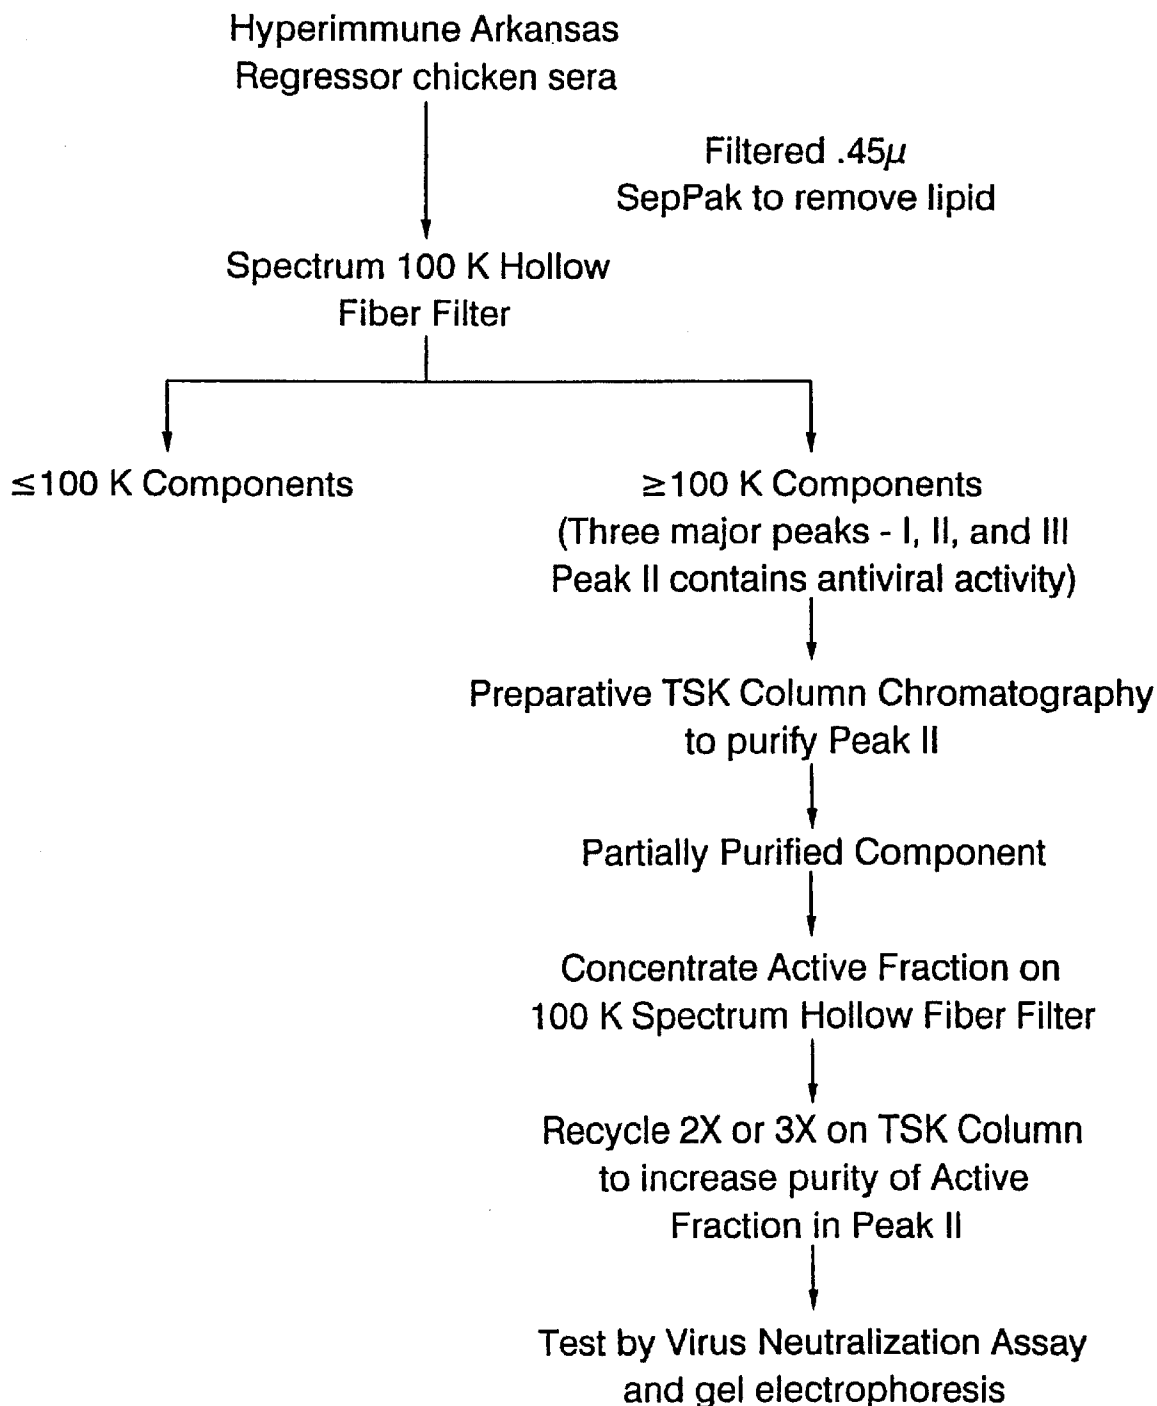 Hyperimmune Arkansas
Regressor chicken sera
Filtered .45μ
SepPak to remove lipid
Spectrum 100 K Hollow
Fiber Filter
≤100 K Components
≥100 K Components
(Three major peaks - I, II, and III
Peak II contains antiviral activity)
Preparative TSK Column Chromatography
to purify Peak II
Partially Purified Component
Concentrate Active Fraction on
100 K Spectrum Hollow Fiber Filter
Recycle 2X or 3X on TSK Column
to increase purity of Active
Fraction in Peak II
Test by Virus Neutralization Assay
and gel electrophoresis